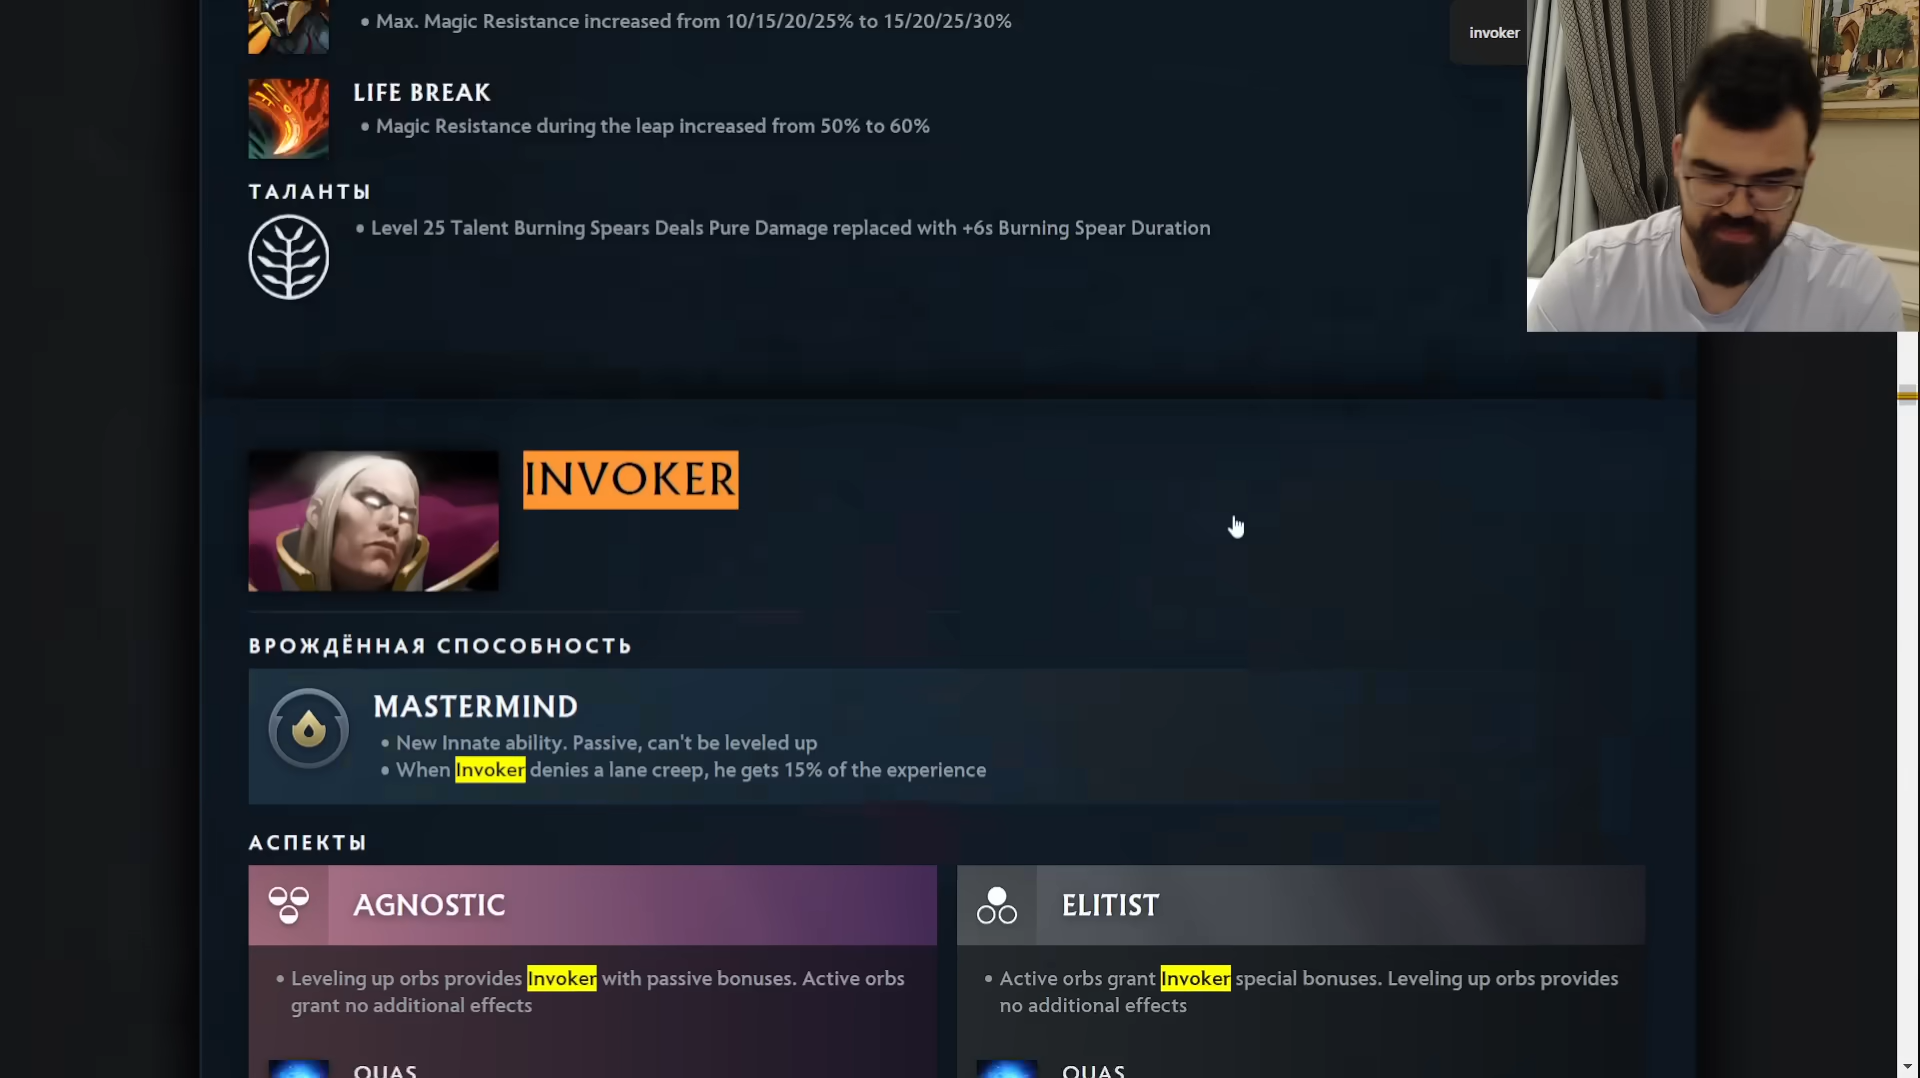 • Max. Magic Resistance increased from 10/15/20/25% to 15/20/25/30%
invoker
LIFE BREAK
• Magic Resistance during the leap increased from 50% to 60%
ТАЛАНТЫ
• Level 25 Talent Burning Spears Deals Pure Damage replaced with +6s Burning Spear Duration
INVOKER
ВРОЖДЁННАЯ СПОСОБНОСТЬ
MASTERMIND
• New Innate ability. Passive, can't be leveled up
• When Invoker denies a lane creep, he gets 15% of the experience
АСПЕКТЫ
AGNOSTIC
• Leveling up orbs provides Invoker with passive bonuses. Active orbs
grant no additional effects
QUAS
ELITIST
• Active orbs grant Invoker special bonuses. Leveling up orbs provides
no additional effects
QUAS